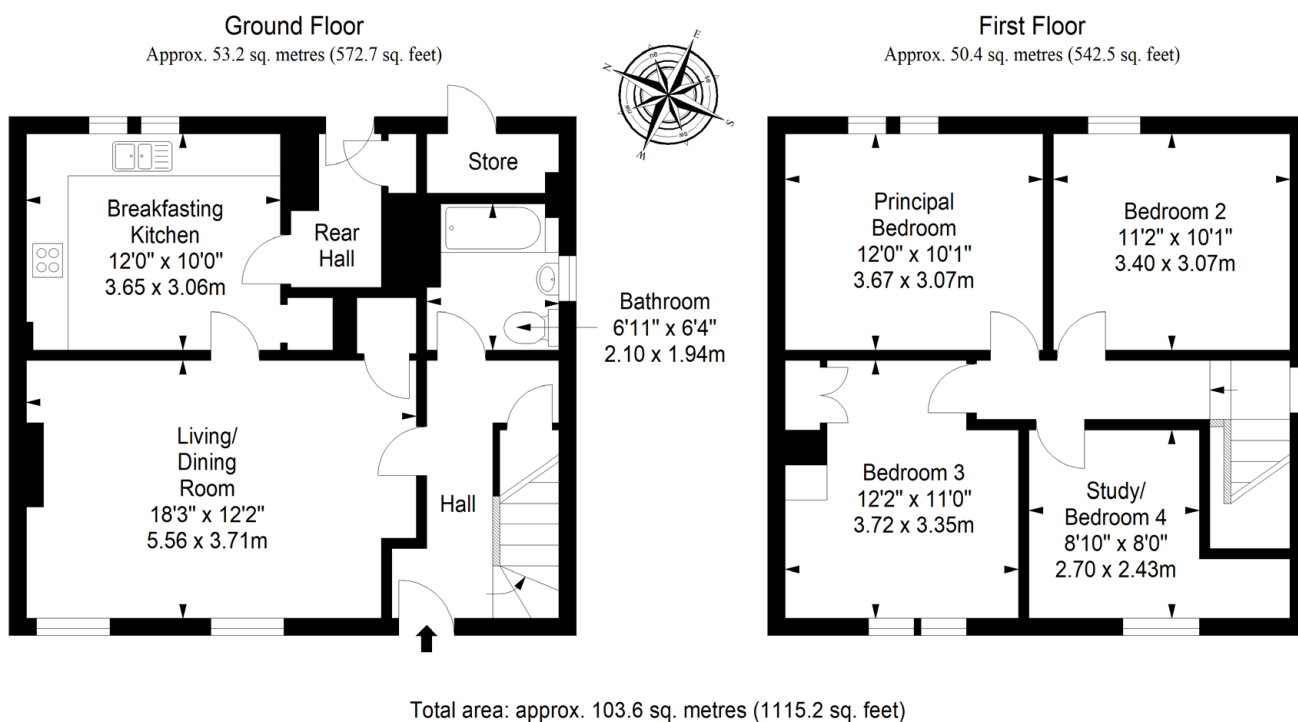 Ground Floor
Approx. 53.2 sq. metres (572.7 sq. feet)
First Floor
Approx. 50.4 sq. metres (542.5 sq. feet)
E
N
S
W
ne
se
nw
sw
Store
Breakfasting
Kitchen
12'0" x 10'0"
3.65 x 3.06m
Rear
Hall
Bathroom
6'11" x 6'4"
2.10 x 1.94m
Living/
Dining
Room
18'3" x 12'2"
5.56 x 3.71m
Hall
Principal
Bedroom
12'0" x 10'1"
3.67 x 3.07m
Bedroom 2
11'2" x 10'1"
3.40 x 3.07m
Bedroom 3
12'2" x 11'0"
3.72 x 3.35m
Study/
Bedroom 4
8'10" x 8'0"
2.70 x 2.43m
Total area: approx. 103.6 sq. metres (1115.2 sq. feet)